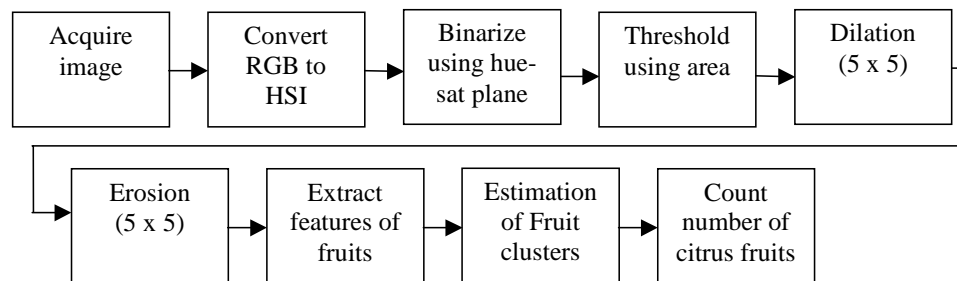 Acquire
image
Convert
RGB to
HSI
Binarize
using hue-
sat plane
Threshold
using area
Dilation
(5 x 5)
Erosion
(5 x 5)
Extract
features of
fruits
Estimation
of Fruit
clusters
Count
number of
citrus fruits